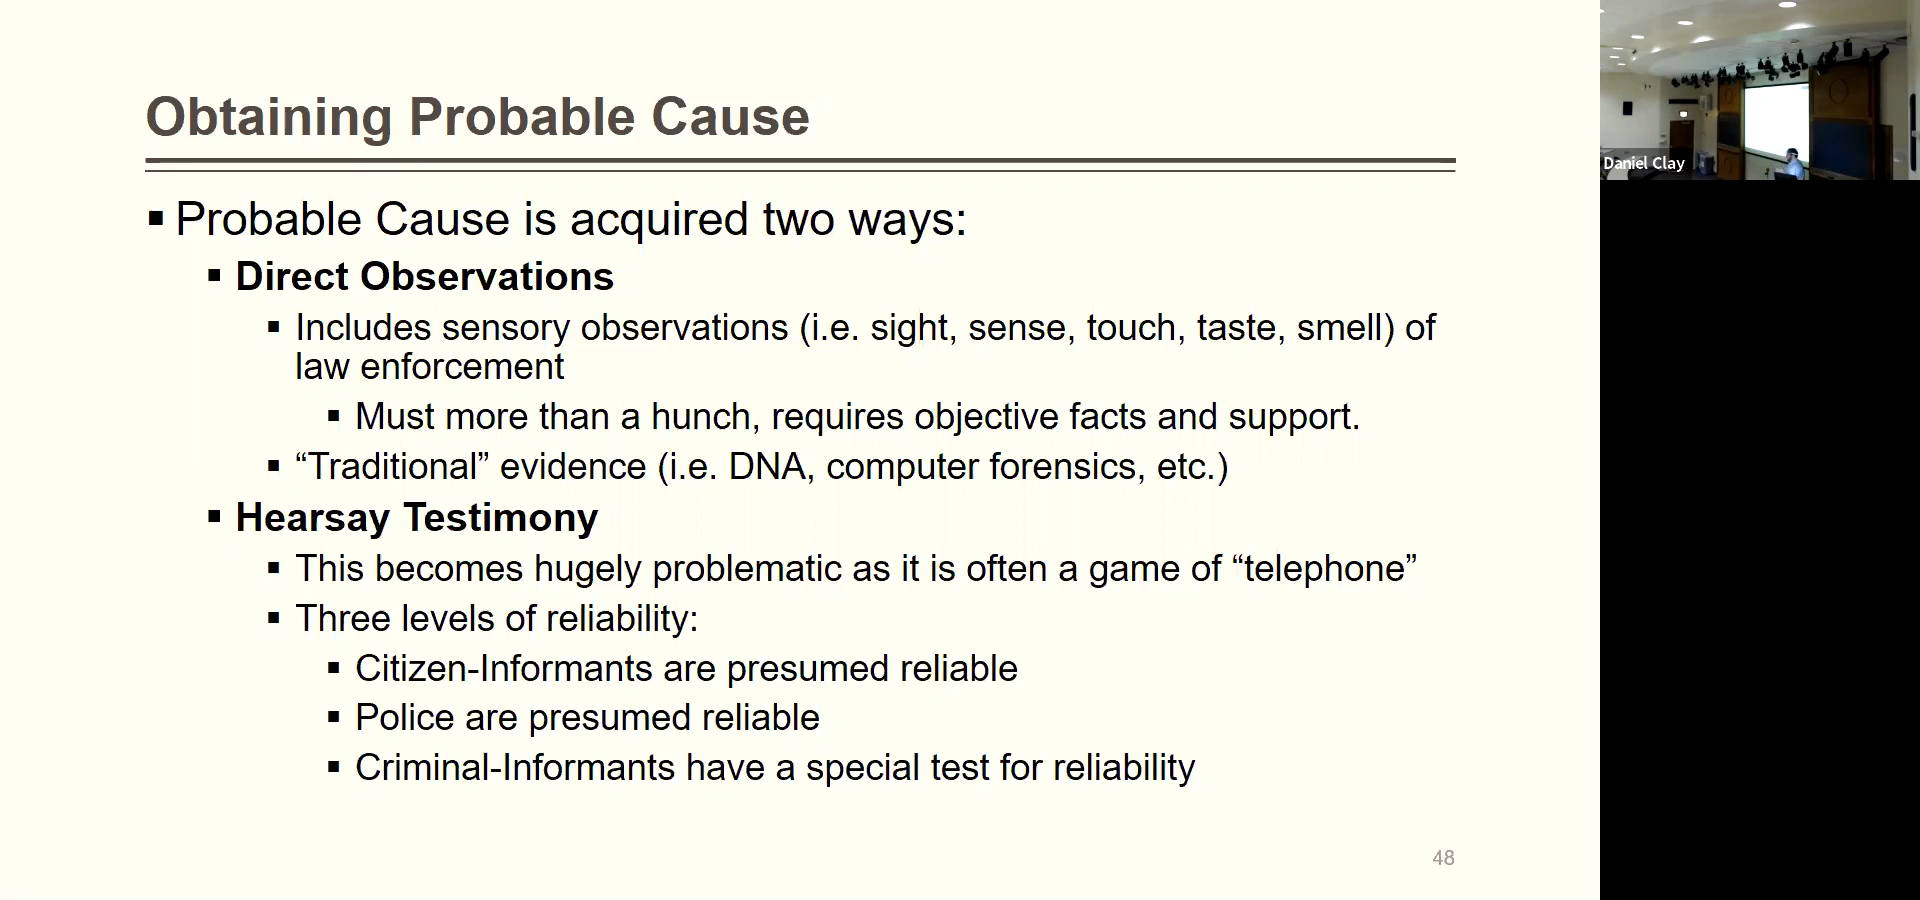 Obtaining Probable Cause
Daniel Clay
▪ Probable Cause is acquired two ways:
▪ Direct Observations
▪ Includes sensory observations (i.e. sight, sense, touch, taste, smell) of
law enforcement
▪ Must more than a hunch, requires objective facts and support.
▪ “Traditional” evidence (i.e. DNA, computer forensics, etc.)
▪ Hearsay Testimony
▪ This becomes hugely problematic as it is often a game of “telephone”
▪ Three levels of reliability:
▪ Citizen-Informants are presumed reliable
▪ Police are presumed reliable
▪ Criminal-Informants have a special test for reliability
48